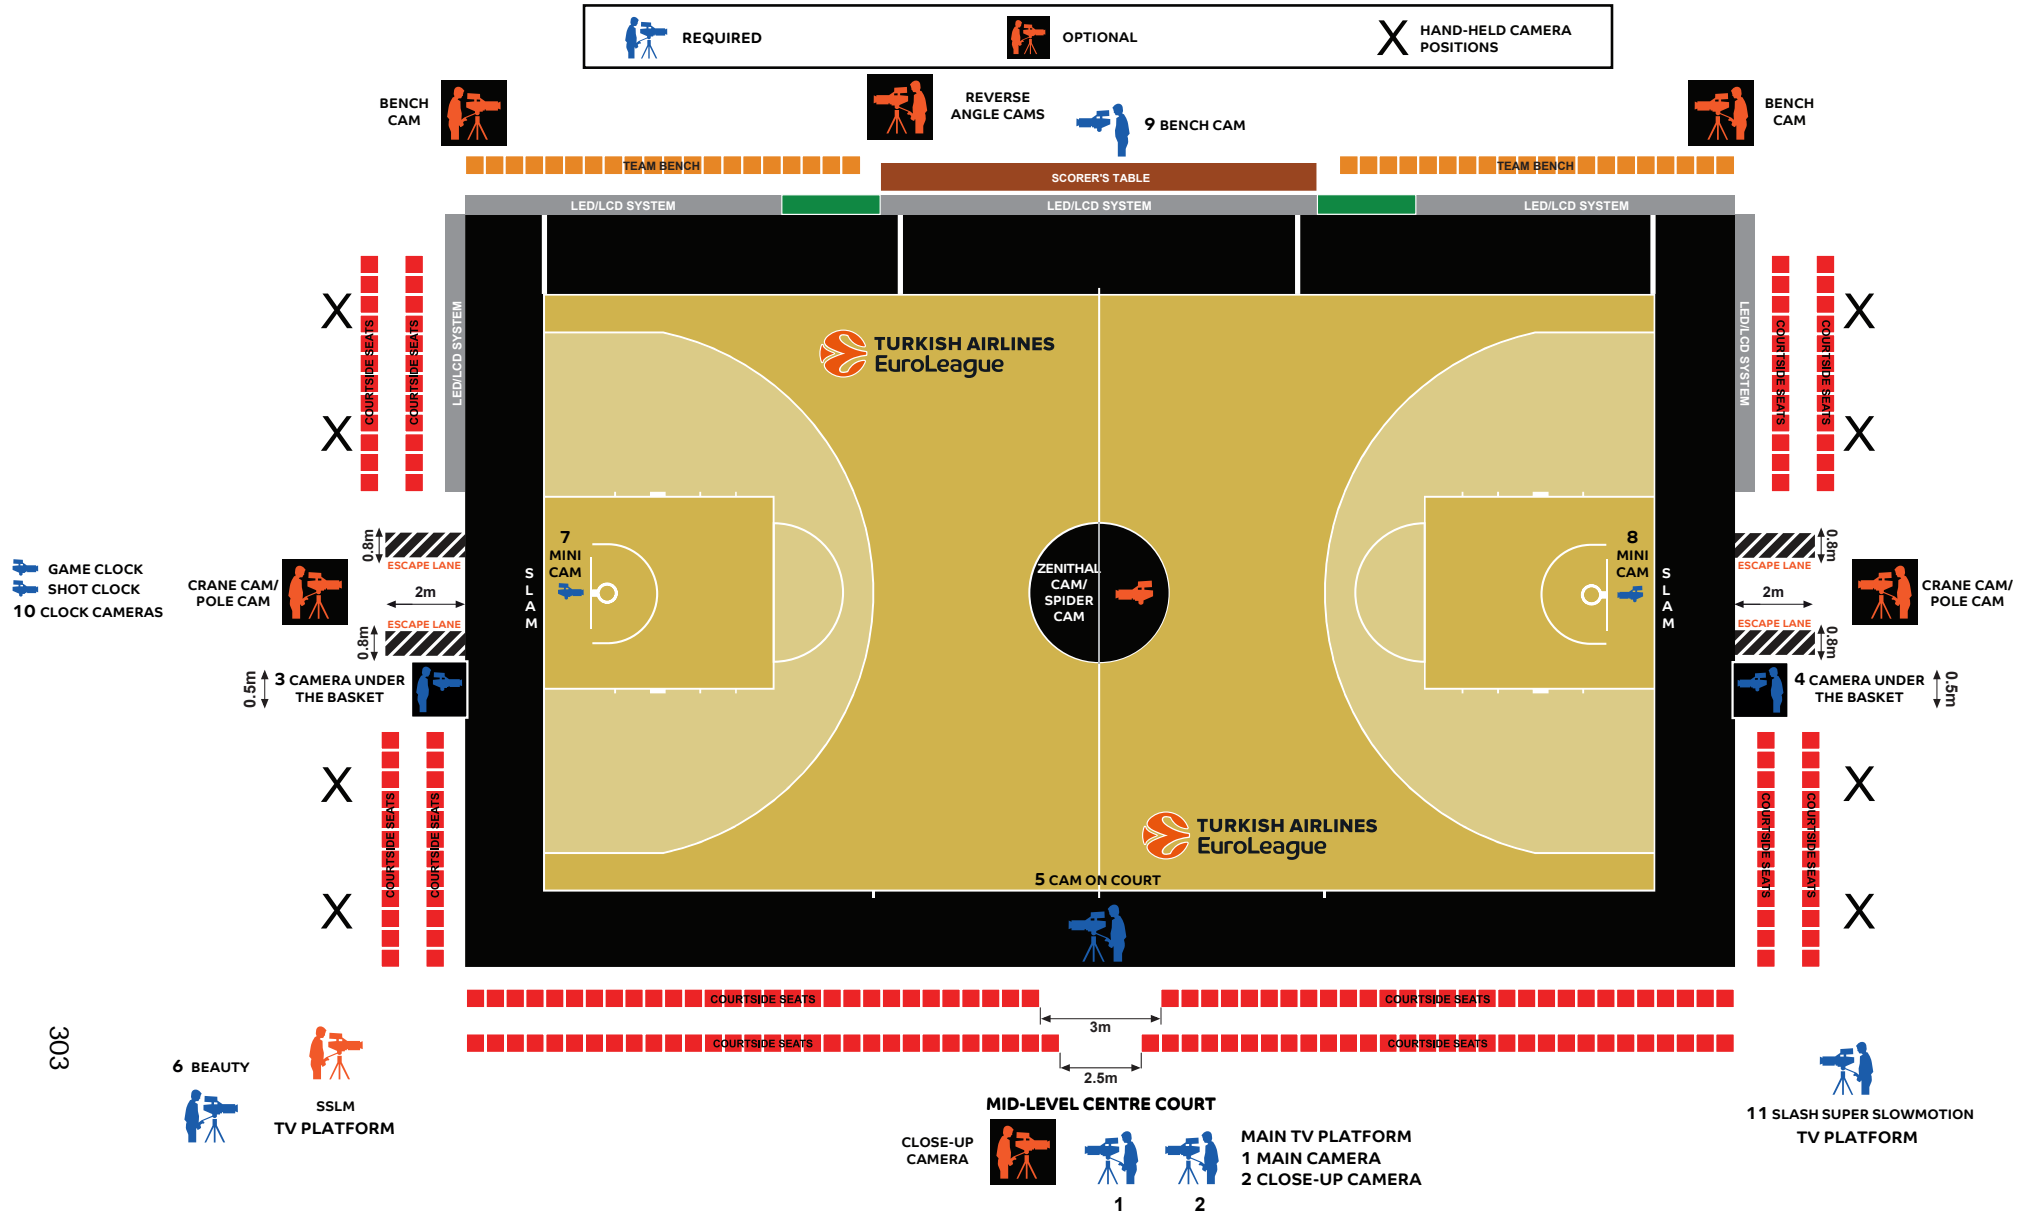 REQUIRED
OPTIONAL
X HAND-HELD CAMERA
POSITIONS
BENCH
CAM
REVERSE
ANGLE CAMS
9 BENCH CAM
BENCH
CAM
TEAM BENCH
SCORER'S TABLE
TEAM BENCH
LED/LCD SYSTEM
LED/LCD SYSTEM
LED/LCD SYSTEM
X
X
COURTSIDE SEATS
COURTSIDE SEATS
LED/LCD SYSTEM
TURKISH AIRLINES
EuroLeague
LED/LCD SYSTEM
COURTSIDE SEATS
COURTSIDE SEATS
X
X
GAME CLOCK
SHOT CLOCK
10 CLOCK CAMERAS
CRANE CAM/
POLE CAM
0.8m
ESCAPE LANE
2m
ESCAPE LANE
0.8m
SLAM
7
MINI
CAM
ZENITHAL
CAM/
SPIDER
CAM
8
MINI
CAM
SLAM
0.8m
ESCAPE LANE
2m
ESCAPE LANE
0.8m
CRANE CAM/
POLE CAM
0.5m
3 CAMERA UNDER
THE BASKET
4 CAMERA UNDER
THE BASKET
0.5m
X
X
COURTSIDE SEATS
COURTSIDE SEATS
TURKISH AIRLINES
EuroLeague
5 CAM ON COURT
COURTSIDE SEATS
COURTSIDE SEATS
X
X
COURTSIDE SEATS
COURTSIDE SEATS
3m
COURTSIDE SEATS
COURTSIDE SEATS
2.5m
303
6 BEAUTY
SSLM
TV PLATFORM
MID-LEVEL CENTRE COURT
CLOSE-UP
CAMERA
1
2
MAIN TV PLATFORM
1 MAIN CAMERA
2 CLOSE-UP CAMERA
11 SLASH SUPER SLOWMOTION
TV PLATFORM